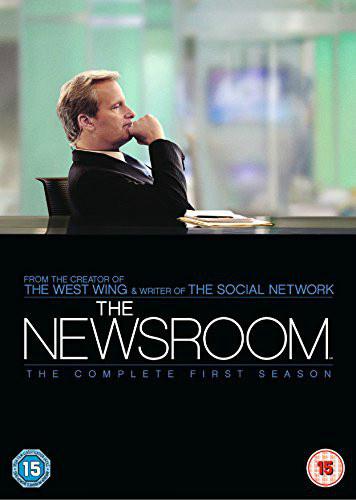 FROM THE CREATOR OF
THE WEST WING & WRITER OF THE SOCIAL NETWORK
THE
NEWSROOM™
THE COMPLETE FIRST SEASON
15
15